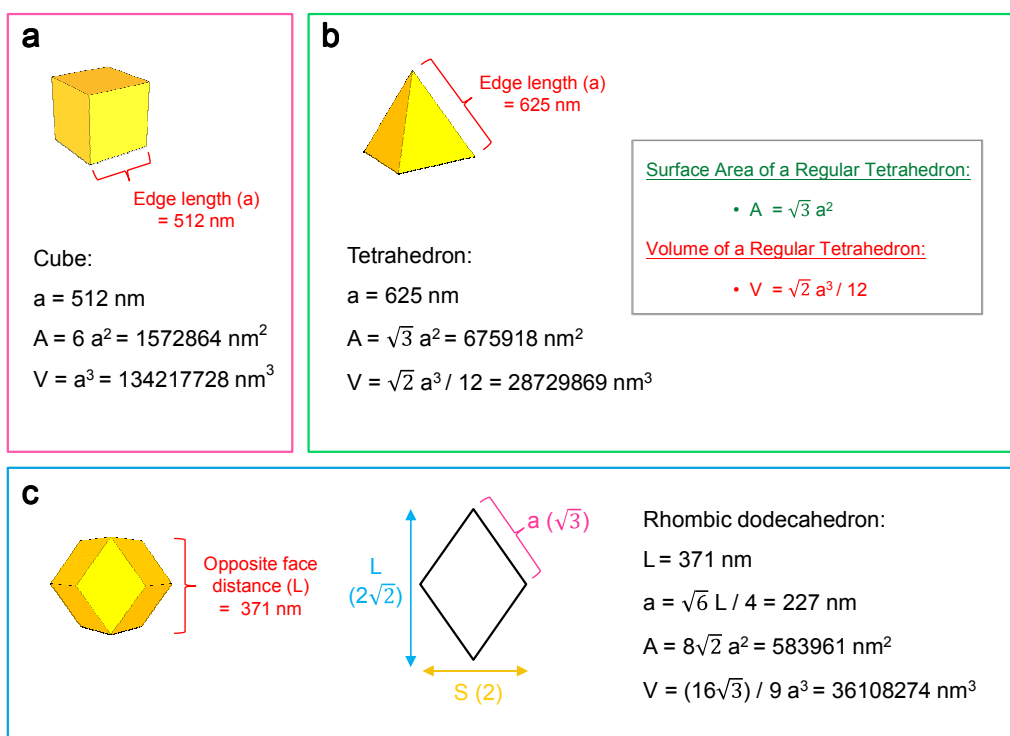 a
Edge length (a)
= 512 nm
Cube:
a = 512 nm
A = 6 a² = 1572864 nm²
V = a³ = 134217728 nm³
b
Edge length (a)
= 625 nm
Tetrahedron:
a = 625 nm
A = √3 a² = 675918 nm²
V = √2 a³ / 12 = 28729869 nm³
Surface Area of a Regular Tetrahedron:
• A = √3 a²
Volume of a Regular Tetrahedron:
• V = √2 a³ / 12
c
Opposite face
distance (L)
= 371 nm
L
(2√2)
a (√3)
S (2)
Rhombic dodecahedron:
L = 371 nm
a = √6 L / 4 = 227 nm
A = 8√2 a² = 583961 nm²
V = (16√3) / 9 a³ = 36108274 nm³